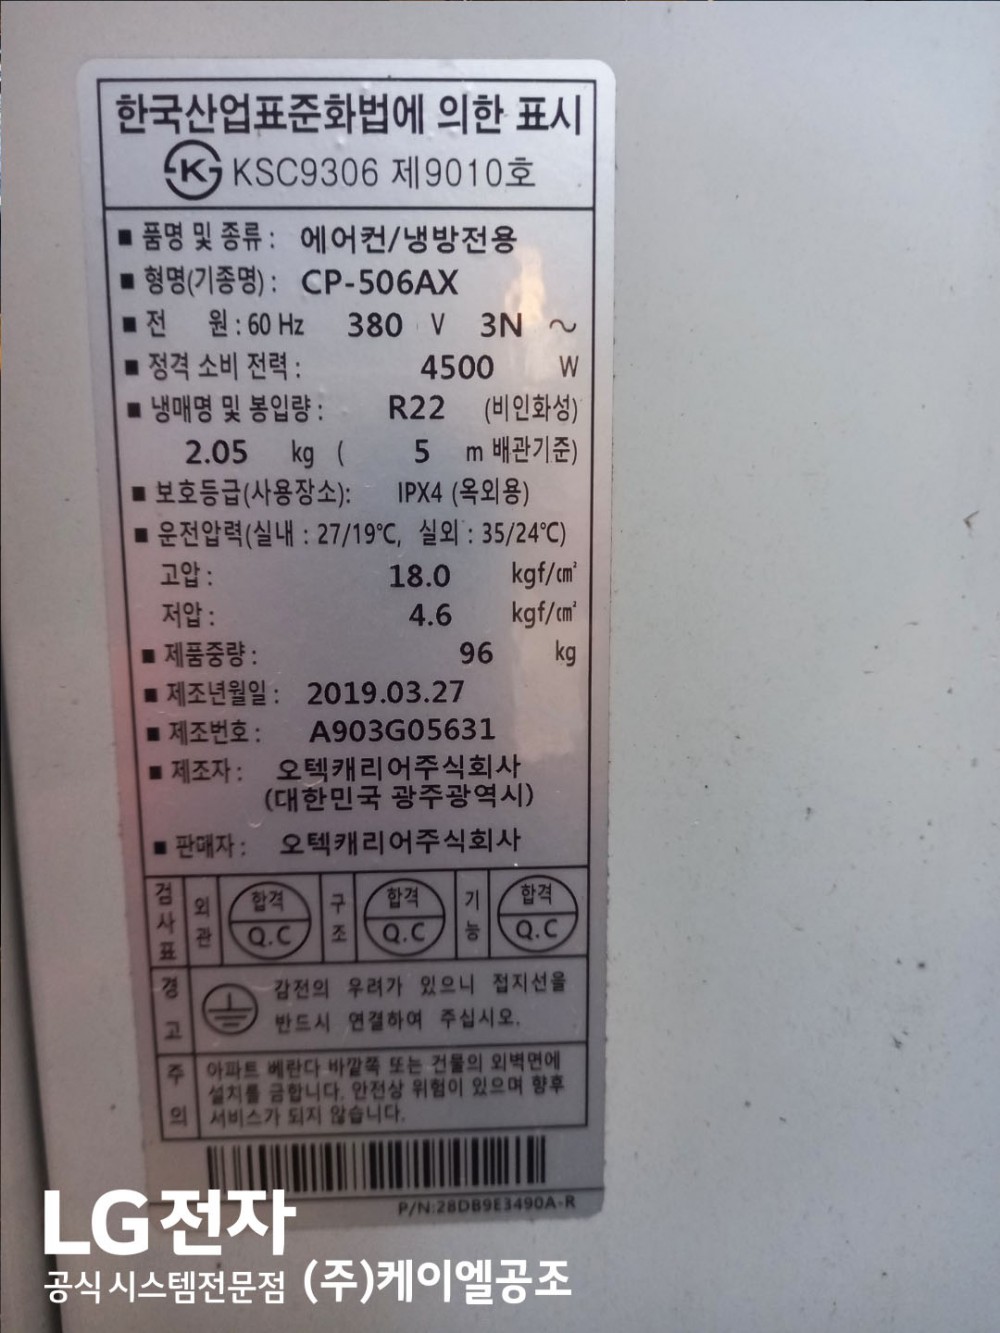 한국산업표준화법에 의한 표시
KSC9306 제9010호
■ 품명 및 종류 : 에어컨/냉방전용
■ 형명(기종명) : CP-506AX
■ 전 원 : 60 Hz 380 V 3N ~
■ 정격 소비 전력 : 4500 W
■ 냉매명 및 봉입량 : R22 (비인화성)
2.05 kg ( 5 m 배관기준)
■ 보호등급(사용장소): IPX4 (옥외용)
■ 운전압력(실내 : 27/19℃, 실외 : 35/24℃)
고압 : 18.0 kgf/㎠
저압 : 4.6 kgf/㎠
■ 제품중량 : 96 kg
■ 제조년월일 : 2019.03.27
■ 제조번호 : A903G05631
■ 제조자 : 오텍캐리어주식회사
(대한민국 광주광역시)
■ 판매자 : 오텍캐리어주식회사
검사표 외관 합격 Q.C 구조 합격 Q.C 기능 합격 Q.C
경고 감전의 우려가 있으니 접지선을
반드시 연결하여 주십시오.
주의 아파트 베란다 바깥쪽 또는 건물의 외벽면에
설치를 금합니다. 안전상 위험이 있으며 향후
서비스가 되지 않습니다.
P/N:28DB9E3490A-R
LG전자
공식 시스템전문점 (주)케이엘공조